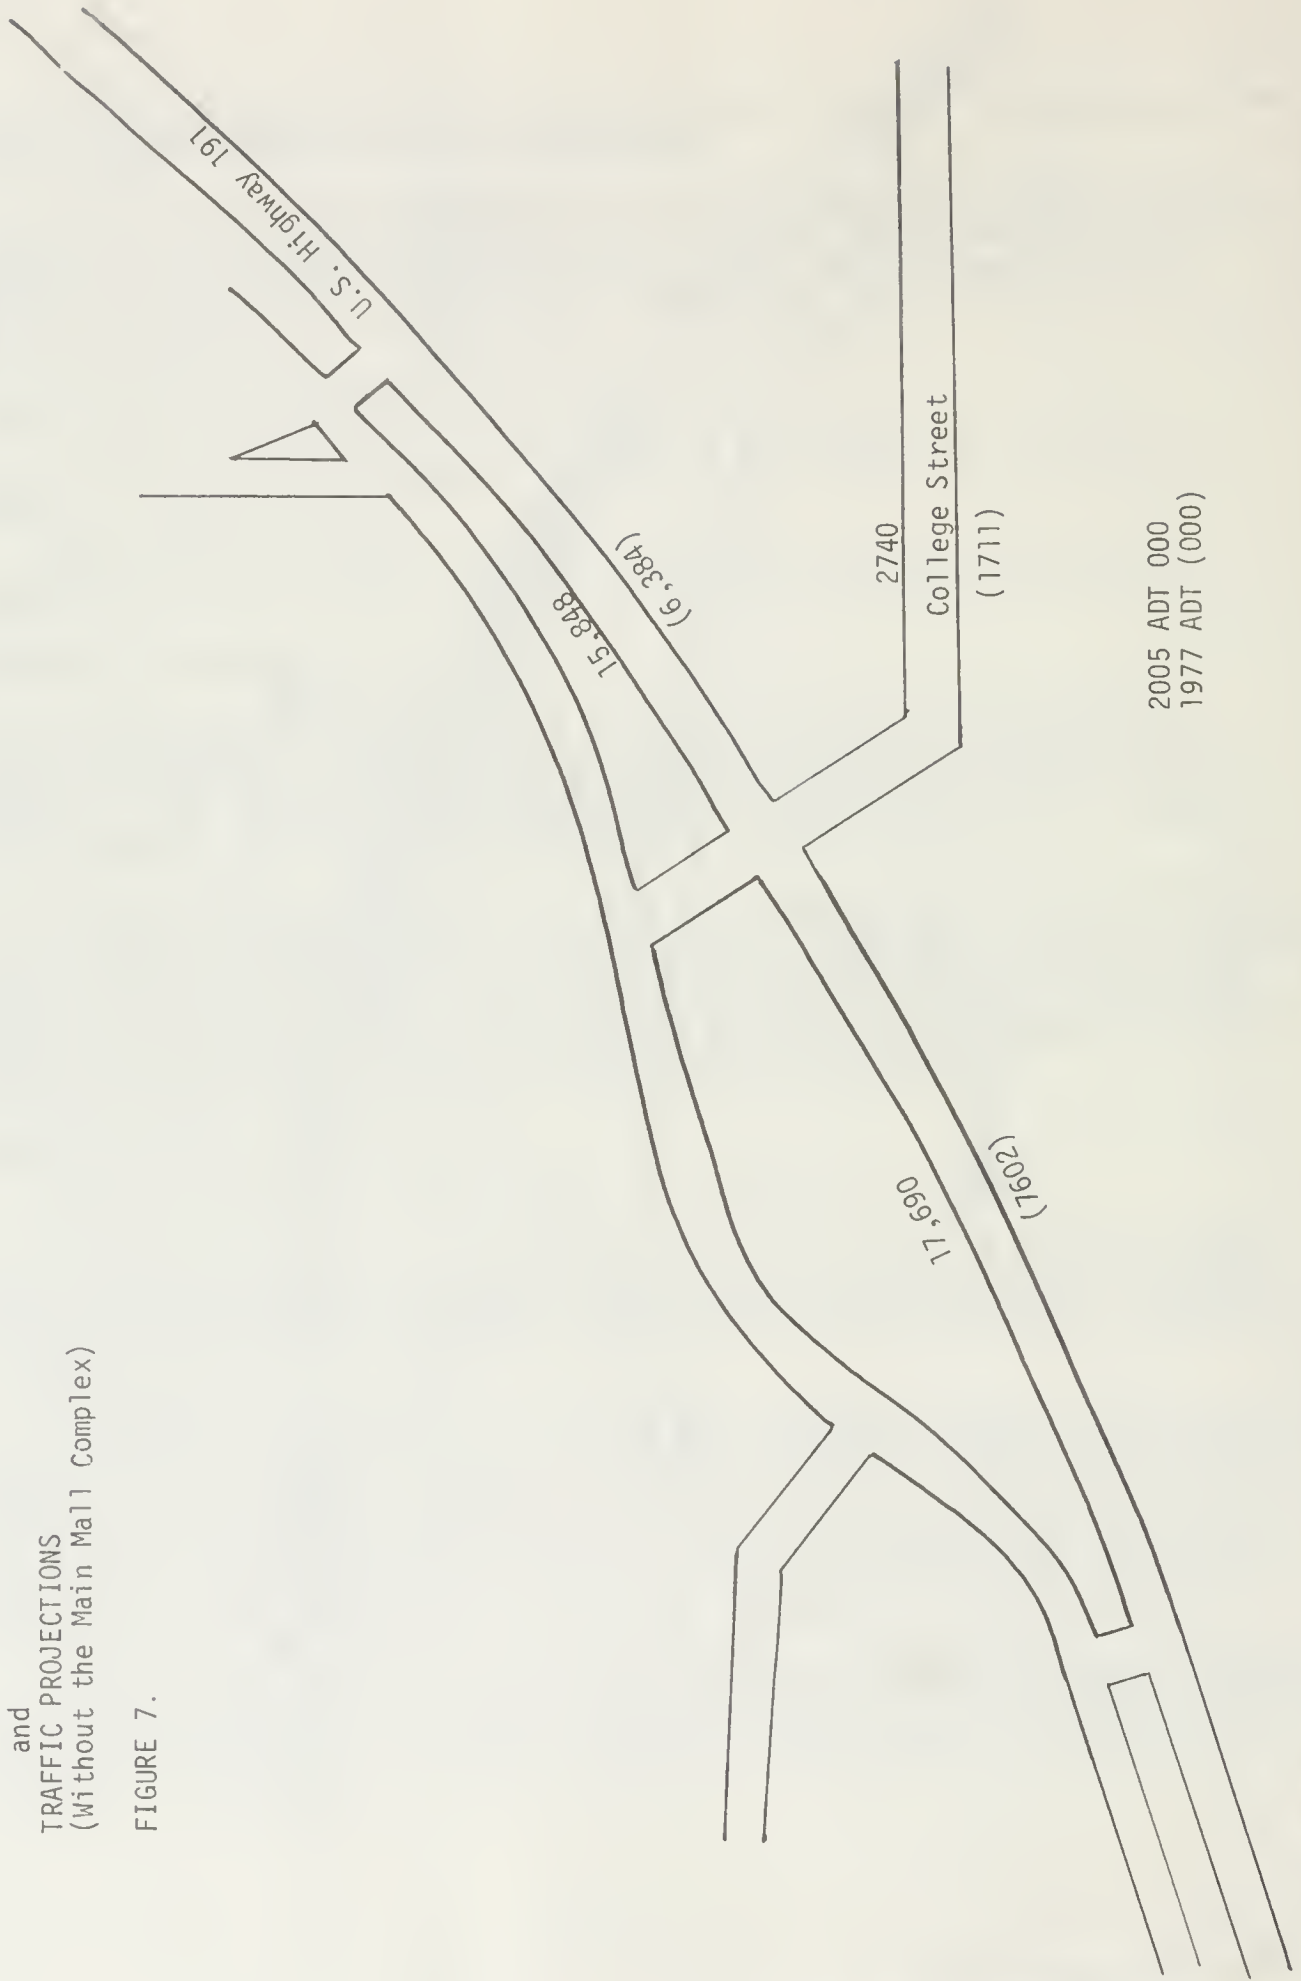 and
TRAFFIC PROJECTIONS
(Without the Main Mall Complex)
FIGURE 7.
U.S. Highway 191
15,848
(6,384)
2740
College Street
(1711)
17,690
(7602)
2005 ADT 000
1977 ADT (000)